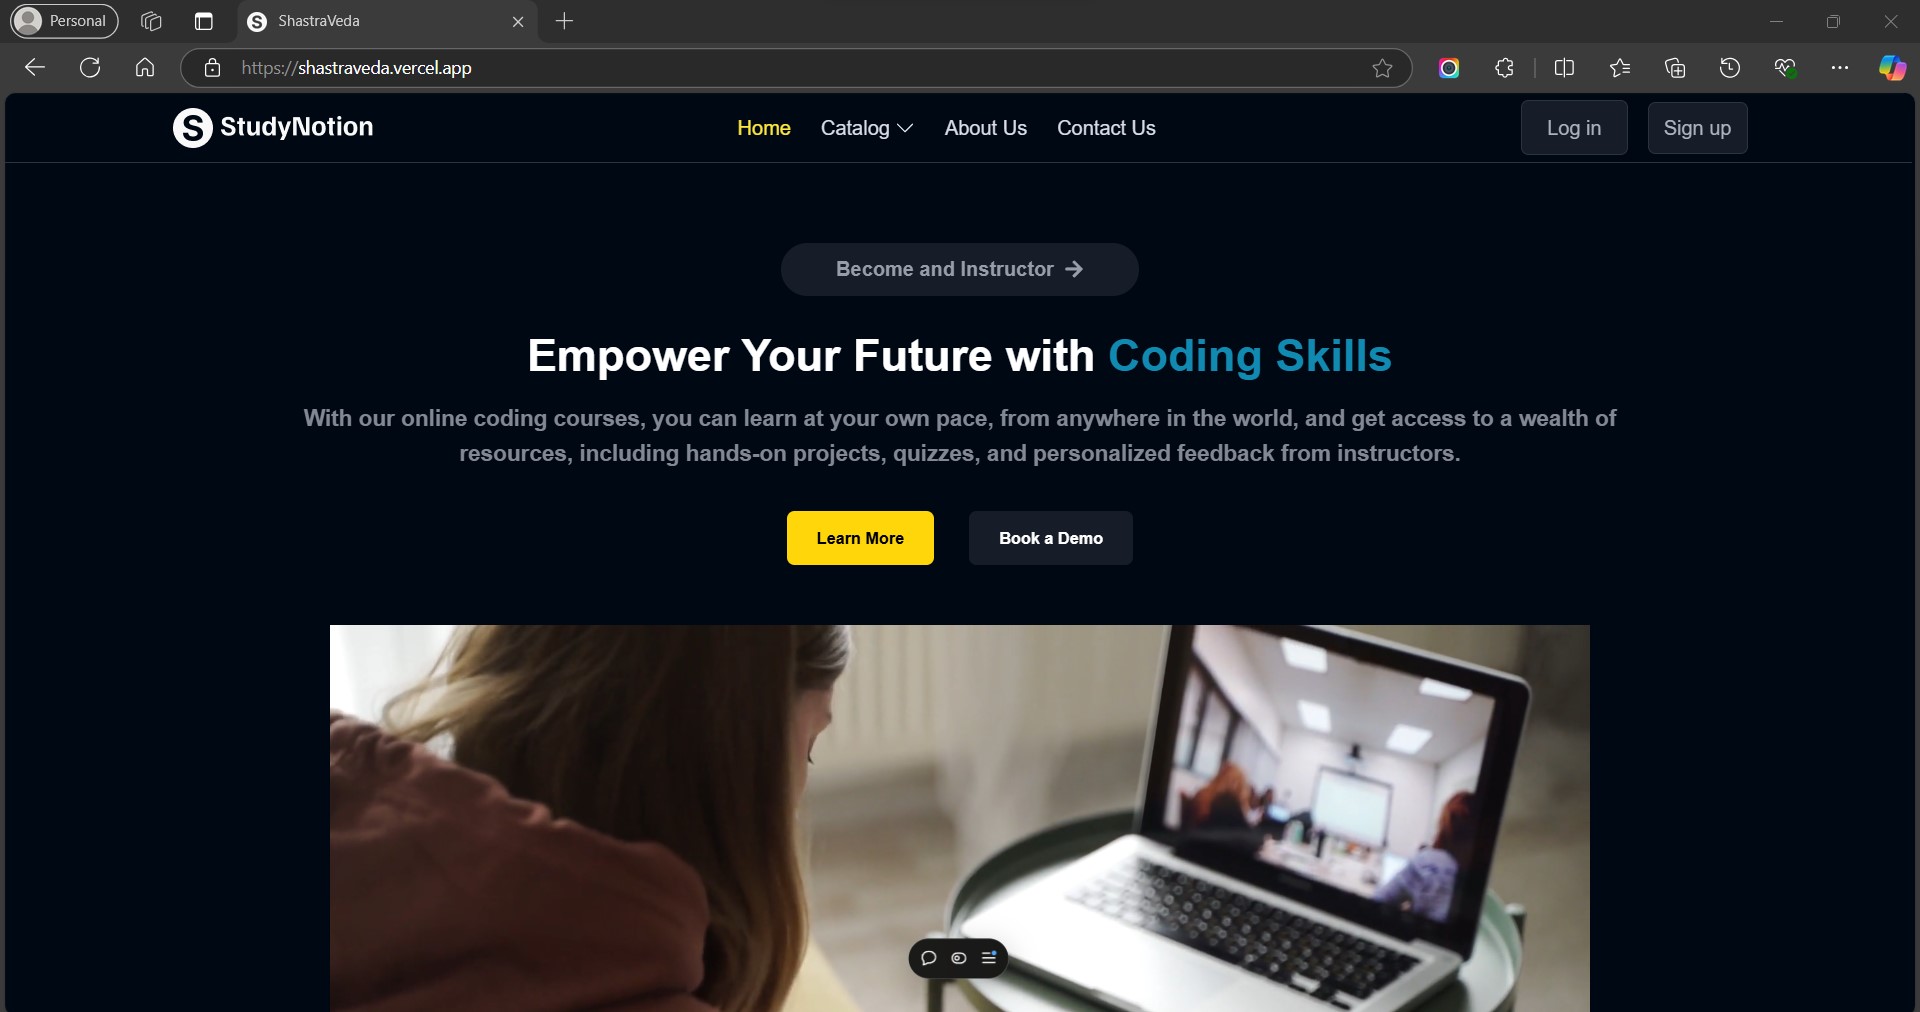 Personal
ShastraVeda
https://shastraveda.vercel.app
StudyNotion
Home Catalog About Us Contact Us
Log in Sign up
Become and Instructor
Empower Your Future with Coding Skills
With our online coding courses, you can learn at your own pace, from anywhere in the world, and get access to a wealth of
resources, including hands-on projects, quizzes, and personalized feedback from instructors.
Learn More Book a Demo